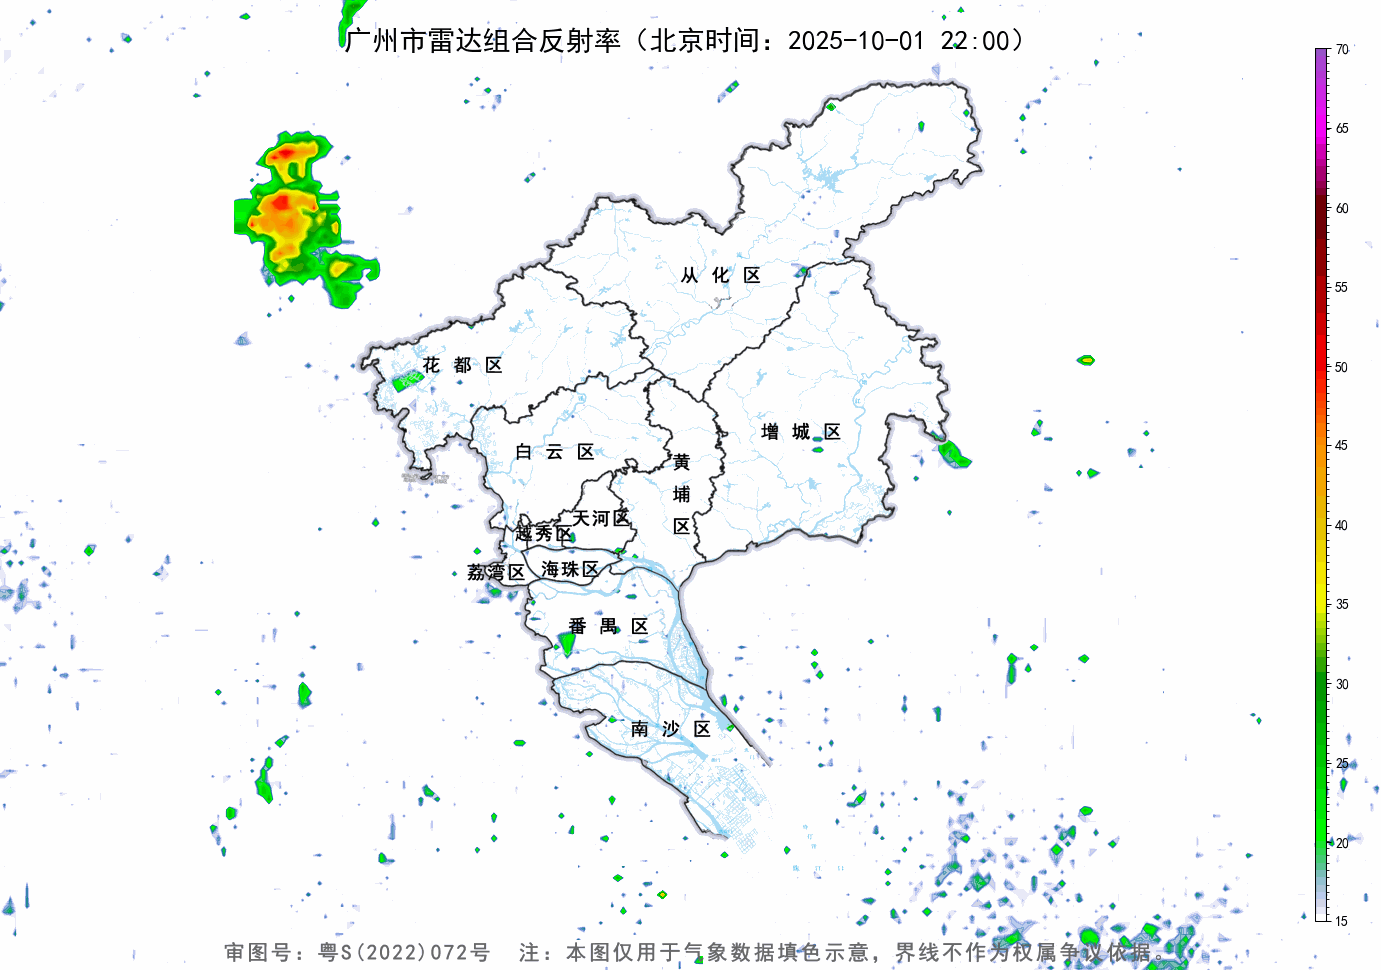 广州市雷达组合反射率（北京时间：2025-10-01 22:00）
70
65
60
55
50
45
40
35
30
25
20
15
从化区
花都区
增城区
白云区
黄埔区
天河区
越秀区
荔湾区
海珠区
番禺区
南沙区
审图号：粤S(2022)072号 注：本图仅用于气象数据填色示意，界线不作为权属争议依据。